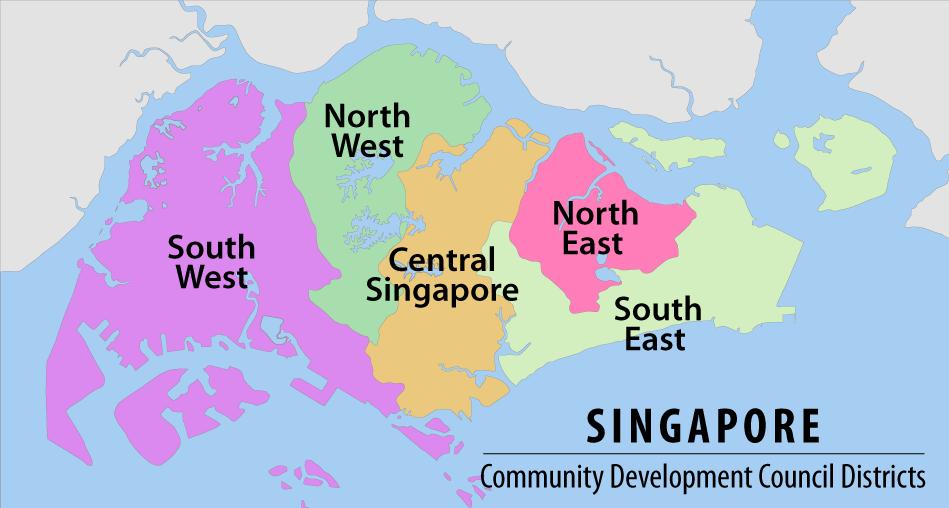 North
West
South
West
Central
Singapore
North
East
South
East
SINGAPORE
Community Development Council Districts